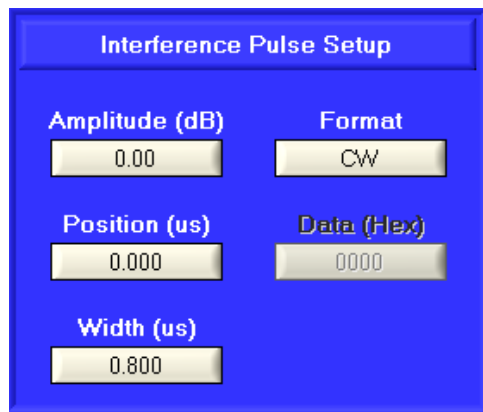 Interference Pulse Setup
Amplitude (dB) Format
0.00 CW
Position (us) Data (Hex)
0.000 0000
Width (us)
0.800